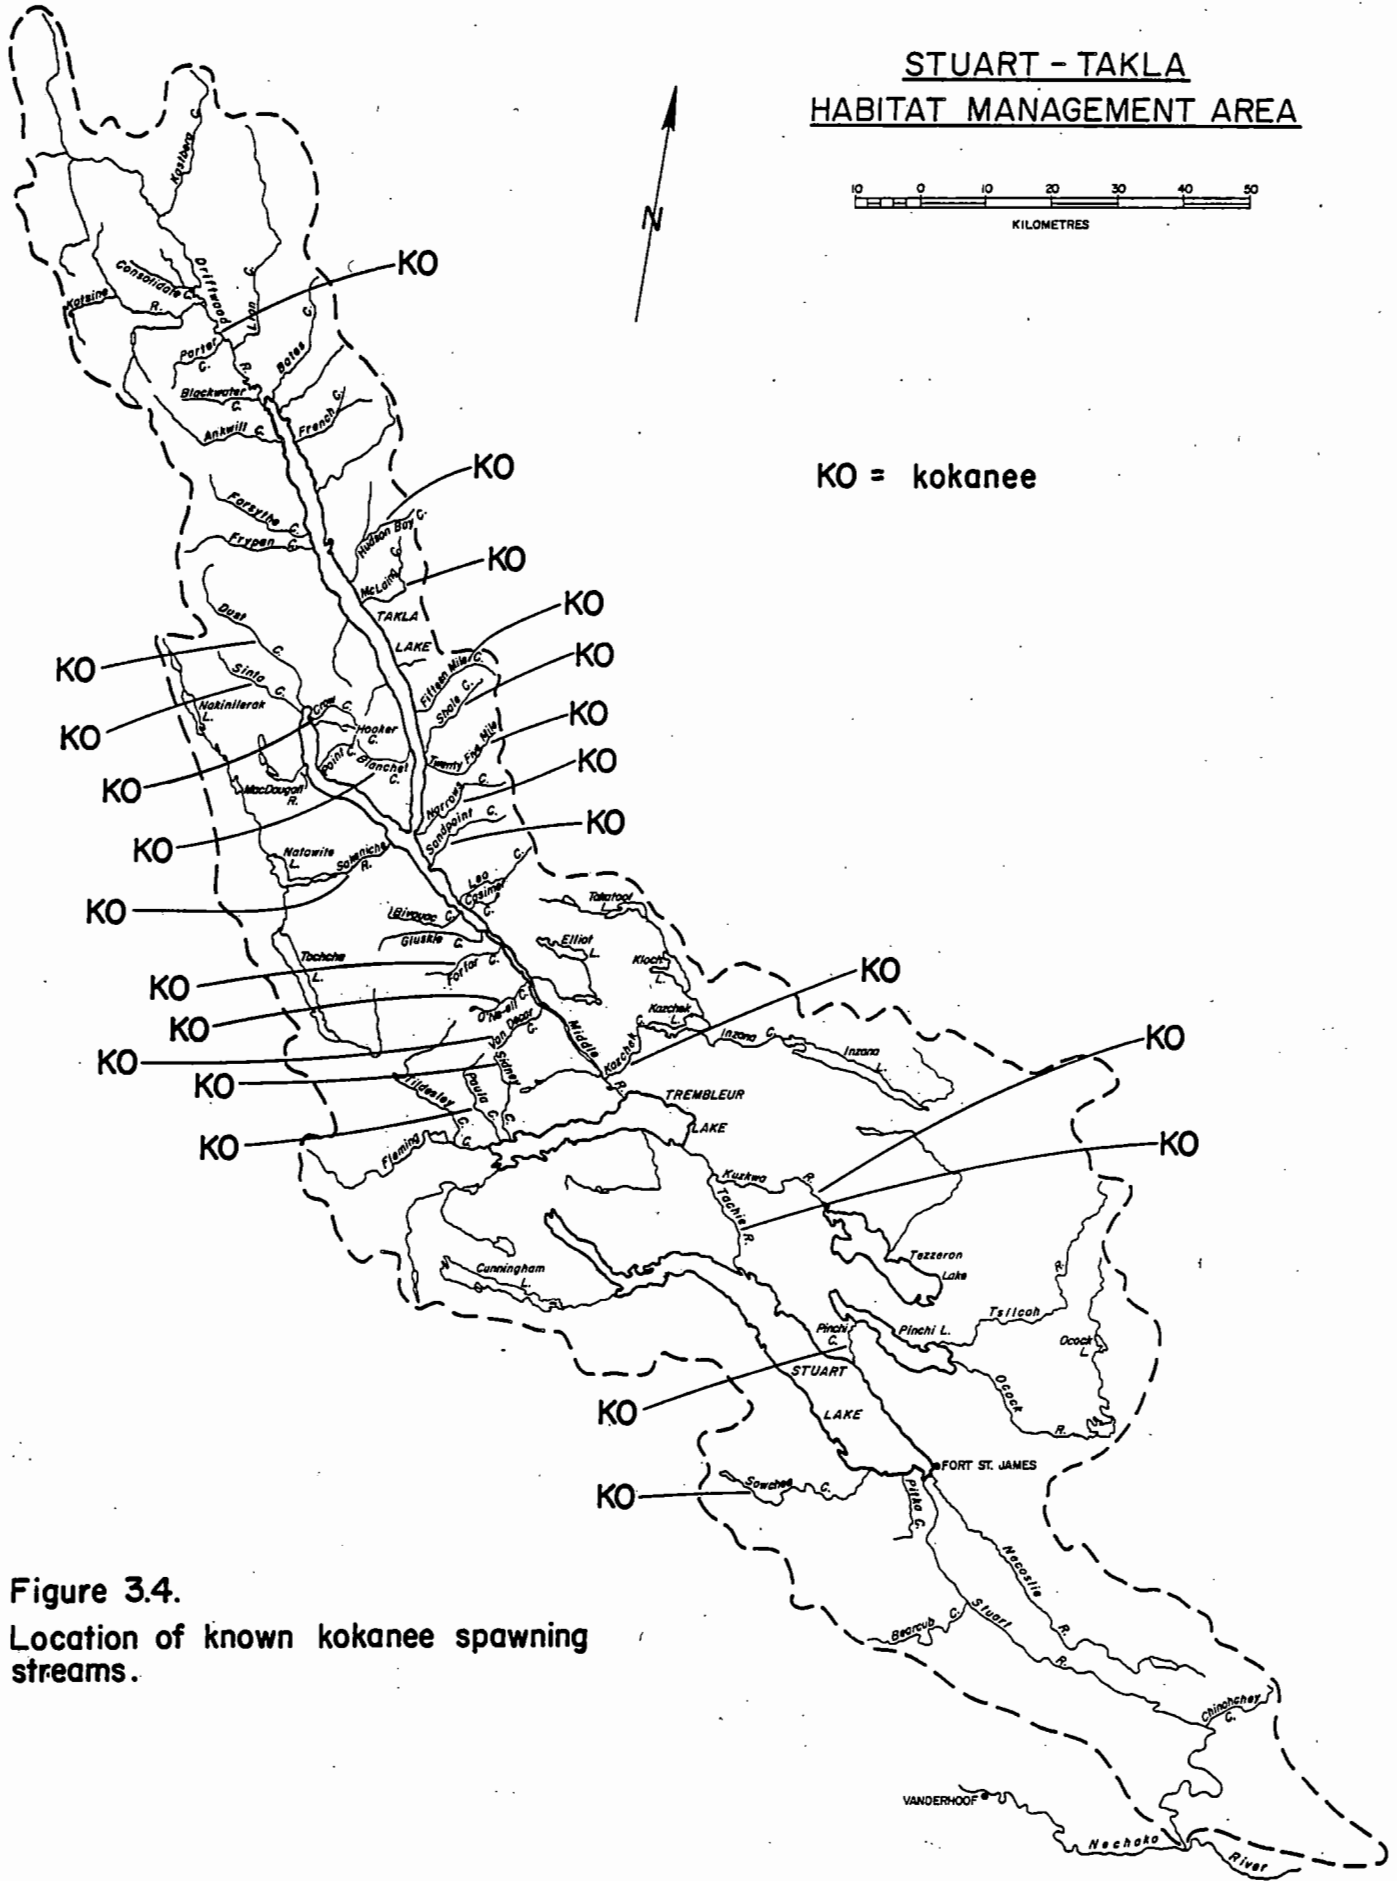 STUART - TAKLA
HABITAT MANAGEMENT AREA
10 0 10 20 30 40 50
KILOMETRES
N
KO = kokanee
Kastberg C.
Driftwood R.
Consolidate C.
Kotsine R.
Lion C.
KO
Porter C.
Bates C.
Blackwater C.
Ankwill C.
French C.
KO
Forsythe C.
Hudson Bay C.
Frypan C.
McLaing C.
KO
TAKLA
LAKE
KO
Dust C.
Fifteen Mile C.
KO
KO
Sinta C.
Shale C.
Nakinilerak L.
Crow C.
KO
KO
Hooker C.
Twenty Five Mile
Point C.
Blanchet C.
KO
KO
MacDougall R.
Narrows C.
Sandpoint C.
KO
KO
Natowite L.
Sakeniche R.
Leo C.
Casimer C.
KO
Bivouac C.
Takatoot L.
Gluskie C.
Elliot L.
Tochcha L.
Forfar C.
Kloch L.
KO
KO
O'Ne-eil C.
Kazchek L.
KO
Van Decar C.
Middle R.
Kazchek C.
Inzana C.
KO
KO
Sidney C.
Inzana L.
KO
Tildesley C.
Paula C.
TREMBLEUR
LAKE
KO
Fleming C.
KO
Kuzkwa R.
Tachie R.
Tezzeron
Lake
Cunningham L.
Tsilcoh R.
Pinchi C.
Pinchi L.
Ocock L.
STUART
LAKE
Ocock R.
KO
FORT ST. JAMES
KO
Sowchea C.
Pitka C.
Necoslie R.
Figure 3.4.
Location of known kokanee spawning
streams.
Bearcub C.
Stuart R.
Chinohchey C.
VANDERHOOF
Nechako River